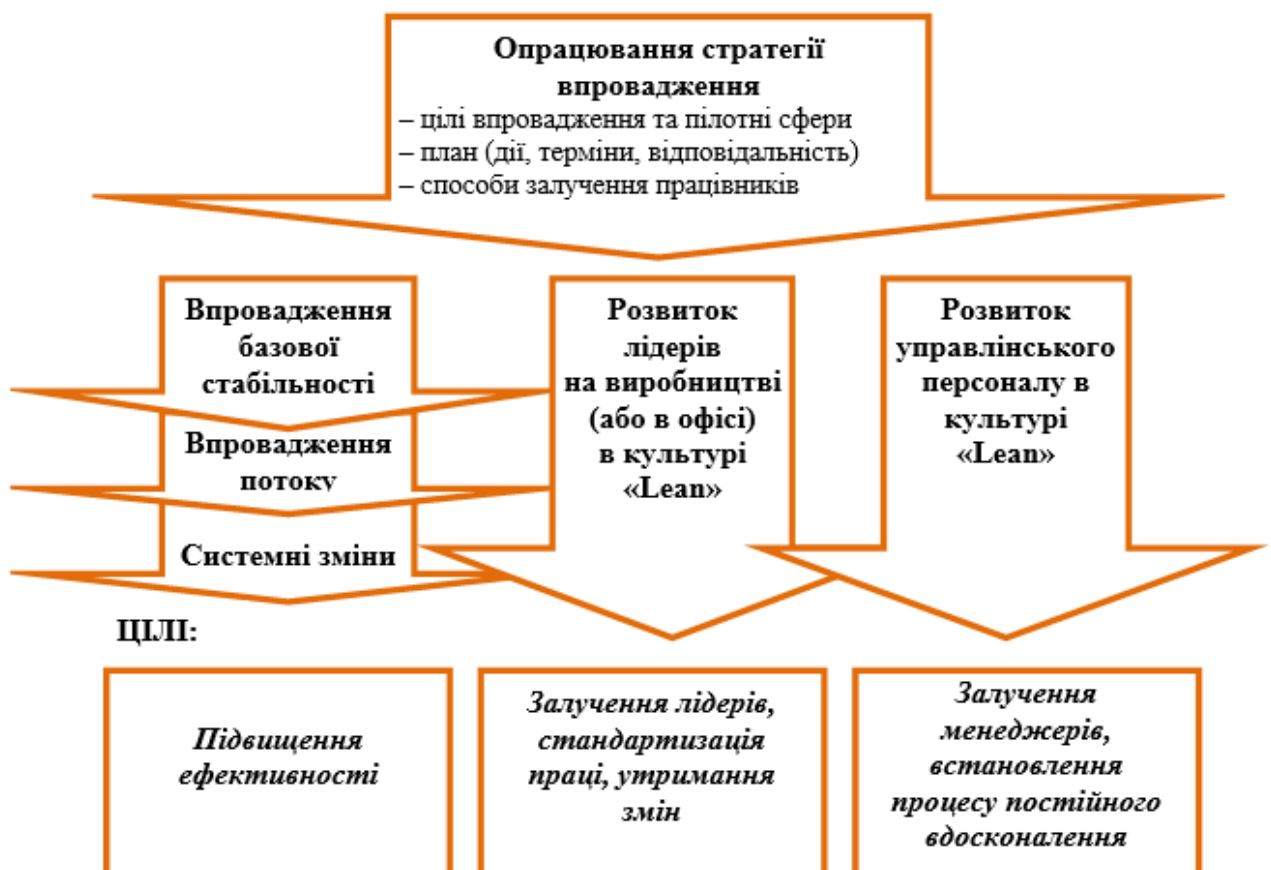 Опрацювання стратегії
впровадження
– цілі впровадження та пілотні сфери
– план (дії, терміни, відповідальність)
– способи залучення працівників
Впровадження
базової
стабільності
Впровадження
потоку
Системні зміни
Розвиток
лідерів
на виробництві
(або в офісі)
в культурі
«Lean»
Розвиток
управлінського
персоналу в
культурі
«Lean»
ЦІЛІ:
Підвищення
ефективності
Залучення лідерів,
стандартизація
праці, утримання
змін
Залучення
менеджерів,
встановлення
процесу постійного
вдосконалення